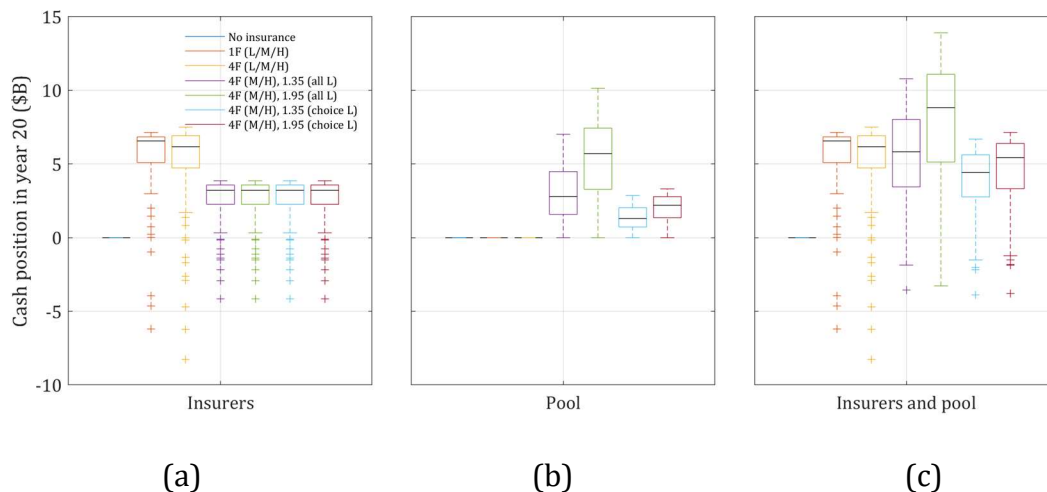 Cash position in year 20 ($B)
15
10
5
0
-5
-10
No insurance
1F (L/M/H)
4F (L/M/H)
4F (M/H), 1.35 (all L)
4F (M/H), 1.95 (all L)
4F (M/H), 1.35 (choice L)
4F (M/H), 1.95 (choice L)
Insurers
Pool
Insurers and pool
(a)
(b)
(c)